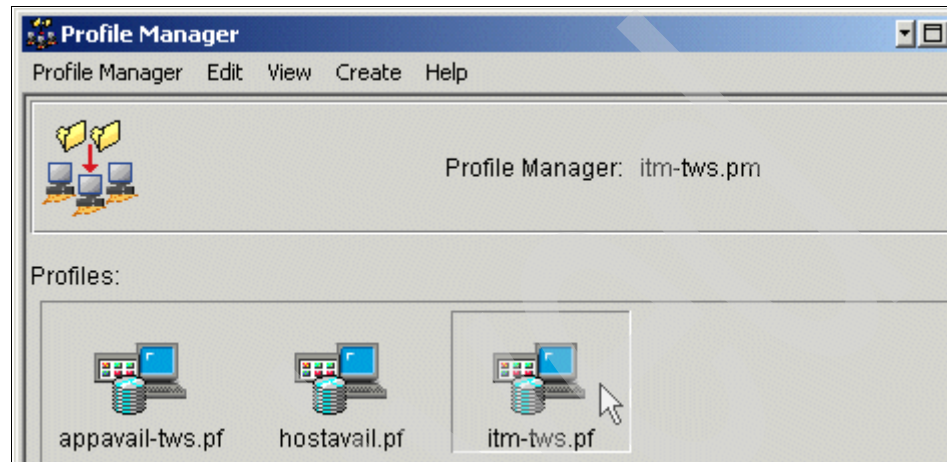 Profile Manager
Profile Manager Edit View Create Help
Profile Manager: itm-tws.pm
Profiles:
appavail-tws.pf hostavail.pf itm-tws.pf